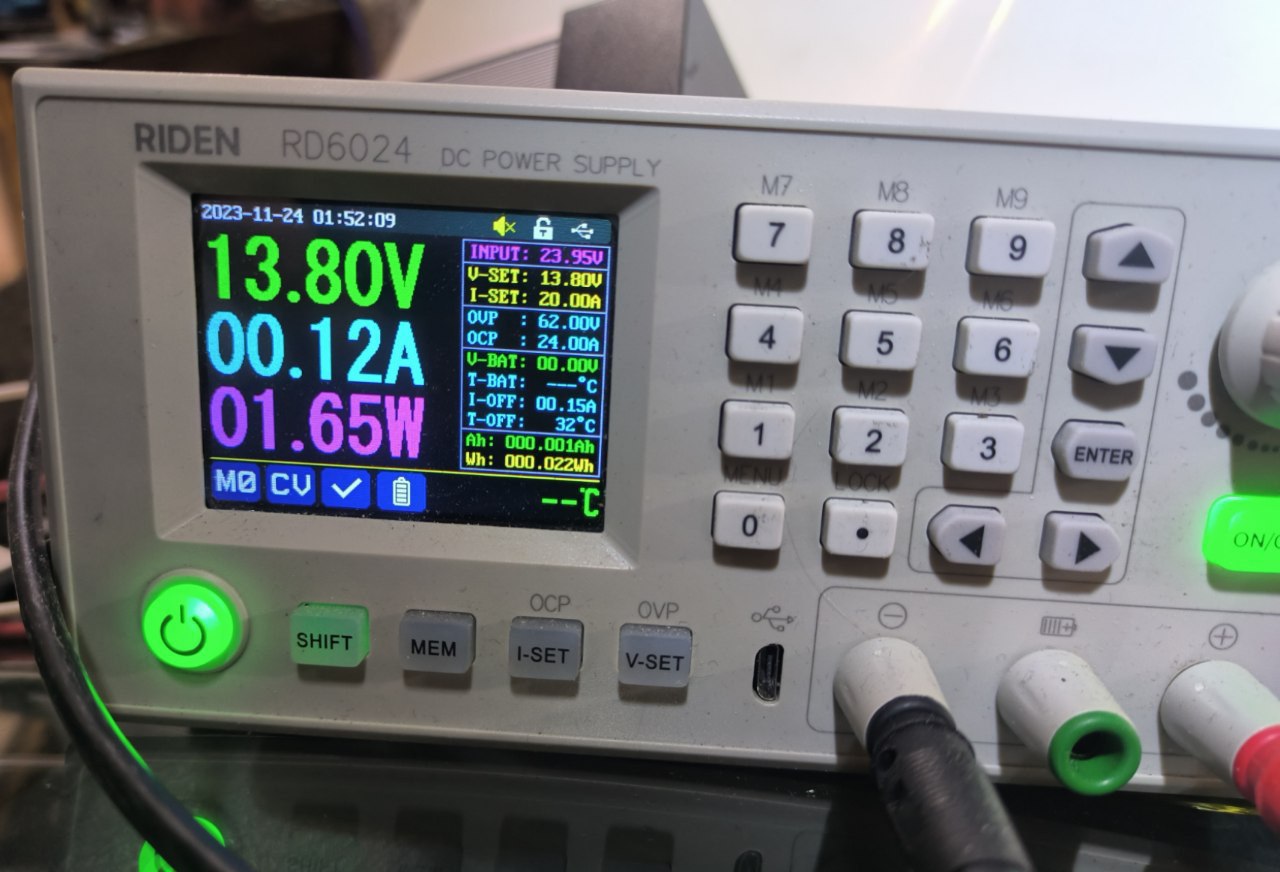 RIDEN RD6024 DC POWER SUPPLY
2023-11-24 01:52:09
13.80V
00.12A
01.65W
INPUT: 23.95V
V-SET: 13.80V
I-SET: 20.00A
OVP : 62.00V
OCP : 24.00A
V-BAT: 00.00V
T-BAT: ---°C
I-OFF: 00.15A
T-OFF: 32°C
Ah: 000.001Ah
Wh: 000.022Wh
M0 CV
--℃
M7 M8 M9
7 8 9
M4 M5 M6
4 5 6
M1 M2 M3
1 2 3
ENTER
MENU LOCK
0 •
OCP OVP
SHIFT MEM I-SET V-SET